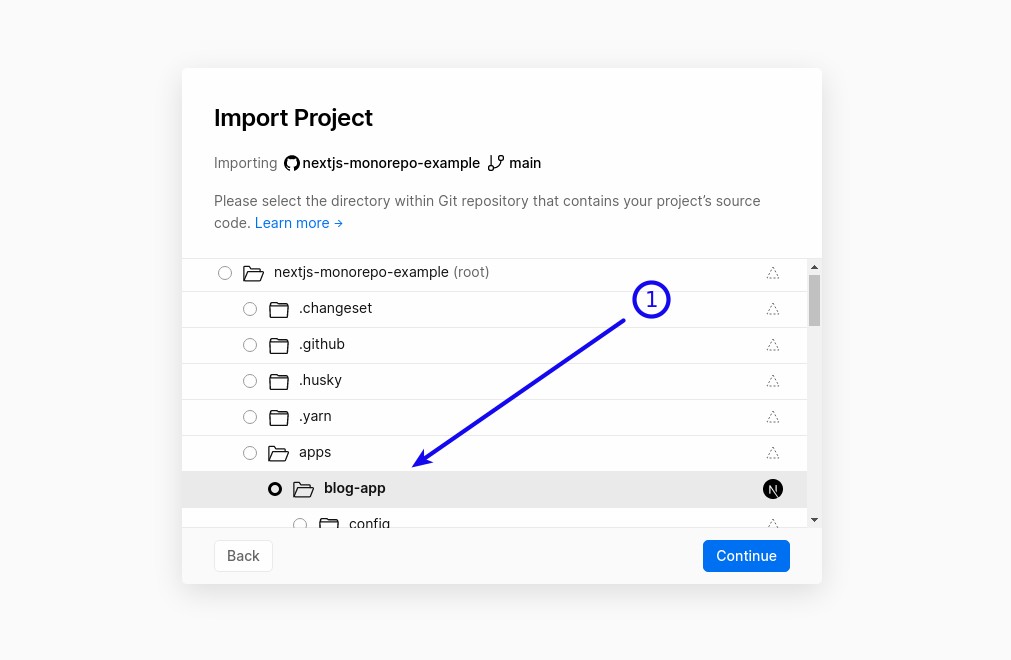 Import Project
Importing nextjs-monorepo-example main
Please select the directory within Git repository that contains your project’s source
code. Learn more →
nextjs-monorepo-example (root)
1
.changeset
.github
.husky
.yarn
apps
blog-app
N
config
Back
Continue